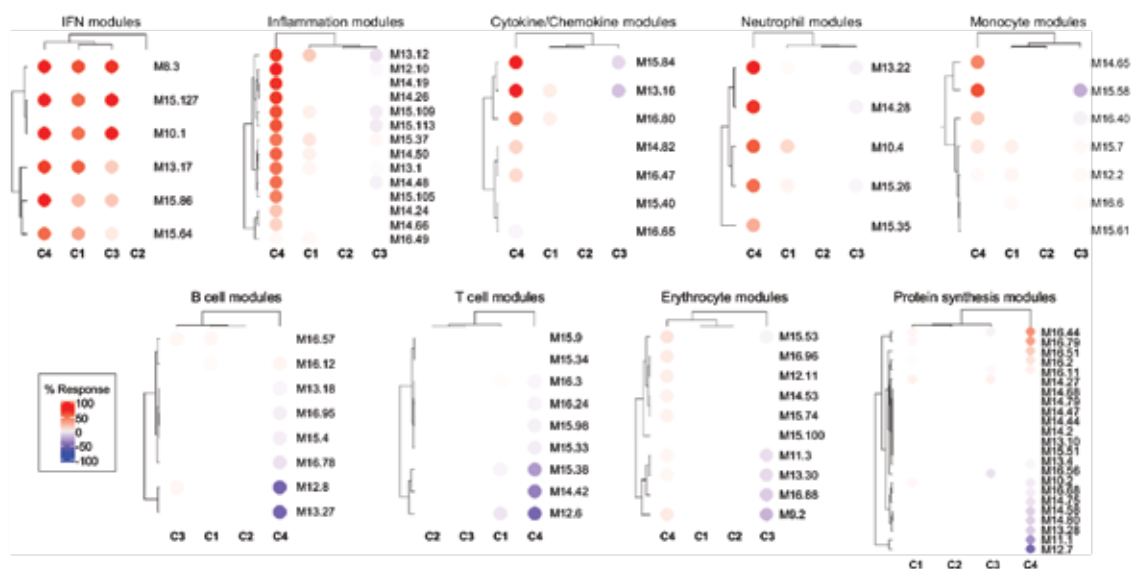 IFN modules
M8.3
M15.127
M10.1
M13.17
M15.86
M15.64
C4 C1 C3 C2
Inflammation modules
M13.12
M12.10
M14.19
M14.26
M15.109
M15.113
M15.37
M14.50
M13.1
M14.48
M15.105
M14.24
M14.66
M16.49
C4 C1 C2 C3
Cytokine/Chemokine modules
M15.84
M13.16
M16.80
M14.82
M16.47
M15.40
M16.65
C4 C1 C2 C3
Neutrophil modules
M13.22
M14.28
M10.4
M15.26
M15.35
C4 C1 C2 C3
Monocyte modules
M14.65
M15.58
M16.40
M15.7
M12.2
M16.6
M15.61
C4 C1 C2 C3
% Response
100
50
0
-50
-100
B cell modules
M16.57
M16.12
M13.18
M16.95
M15.4
M16.78
M12.8
M13.27
C3 C1 C2 C4
T cell modules
M15.9
M15.34
M16.3
M16.24
M15.98
M15.33
M15.38
M14.42
M12.6
C2 C3 C1 C4
Erythrocyte modules
M15.53
M16.96
M12.11
M14.53
M15.74
M15.100
M11.3
M13.30
M16.88
M9.2
C4 C1 C2 C3
Protein synthesis modules
M16.44
M16.79
M16.51
M16.2
M16.11
M14.27
M14.68
M14.79
M14.47
M14.44
M14.2
M13.10
M15.51
M13.4
M16.56
M10.2
M16.68
M14.75
M14.58
M14.80
M13.28
M11.1
M12.7
C1 C2 C3 C4